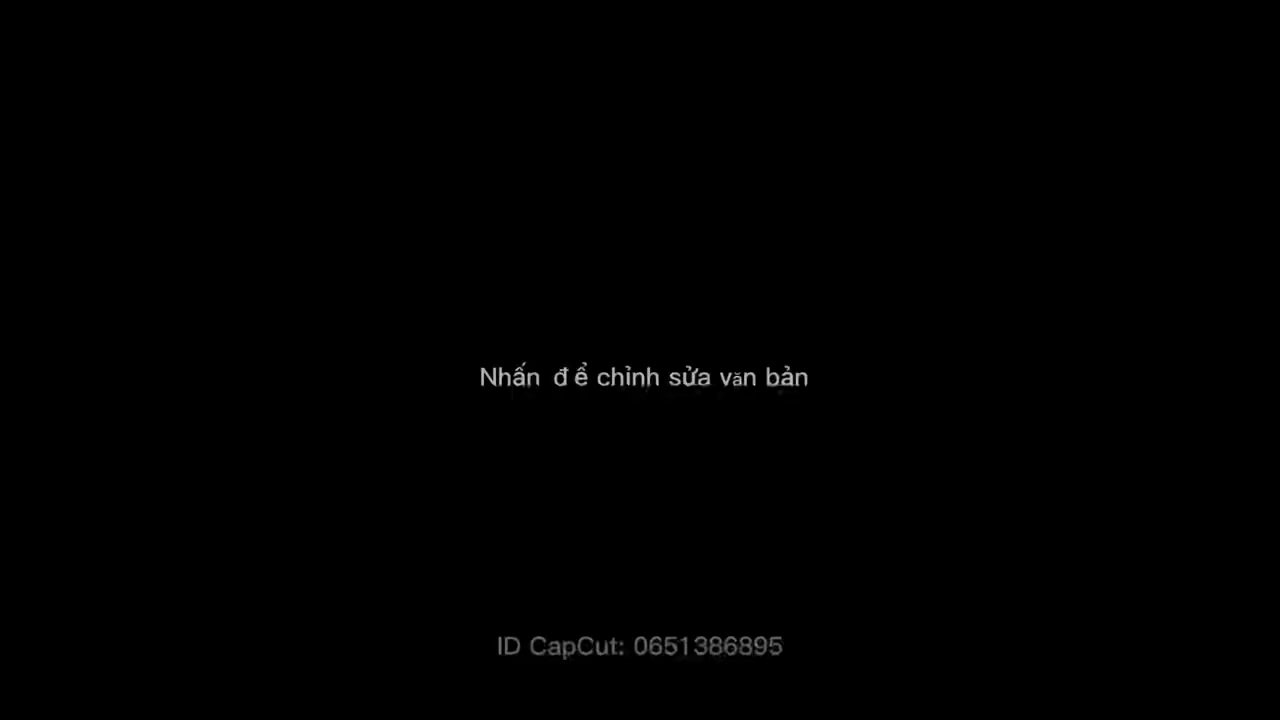 Nhấn để chỉnh sửa văn bản
ID CapCut: 0651386895